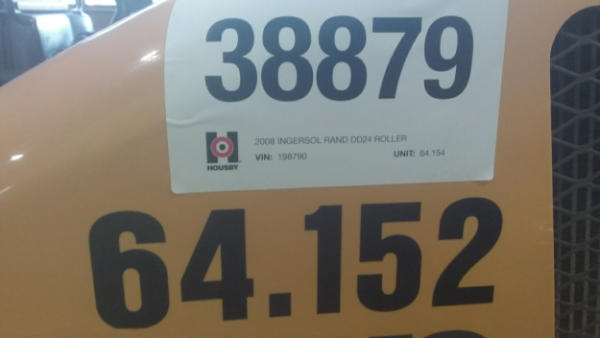 38879
2008 INGERSOL RAND DD24 ROLLER
VIN: 198790 UNIT: 64.154
HOUSBY
64.152